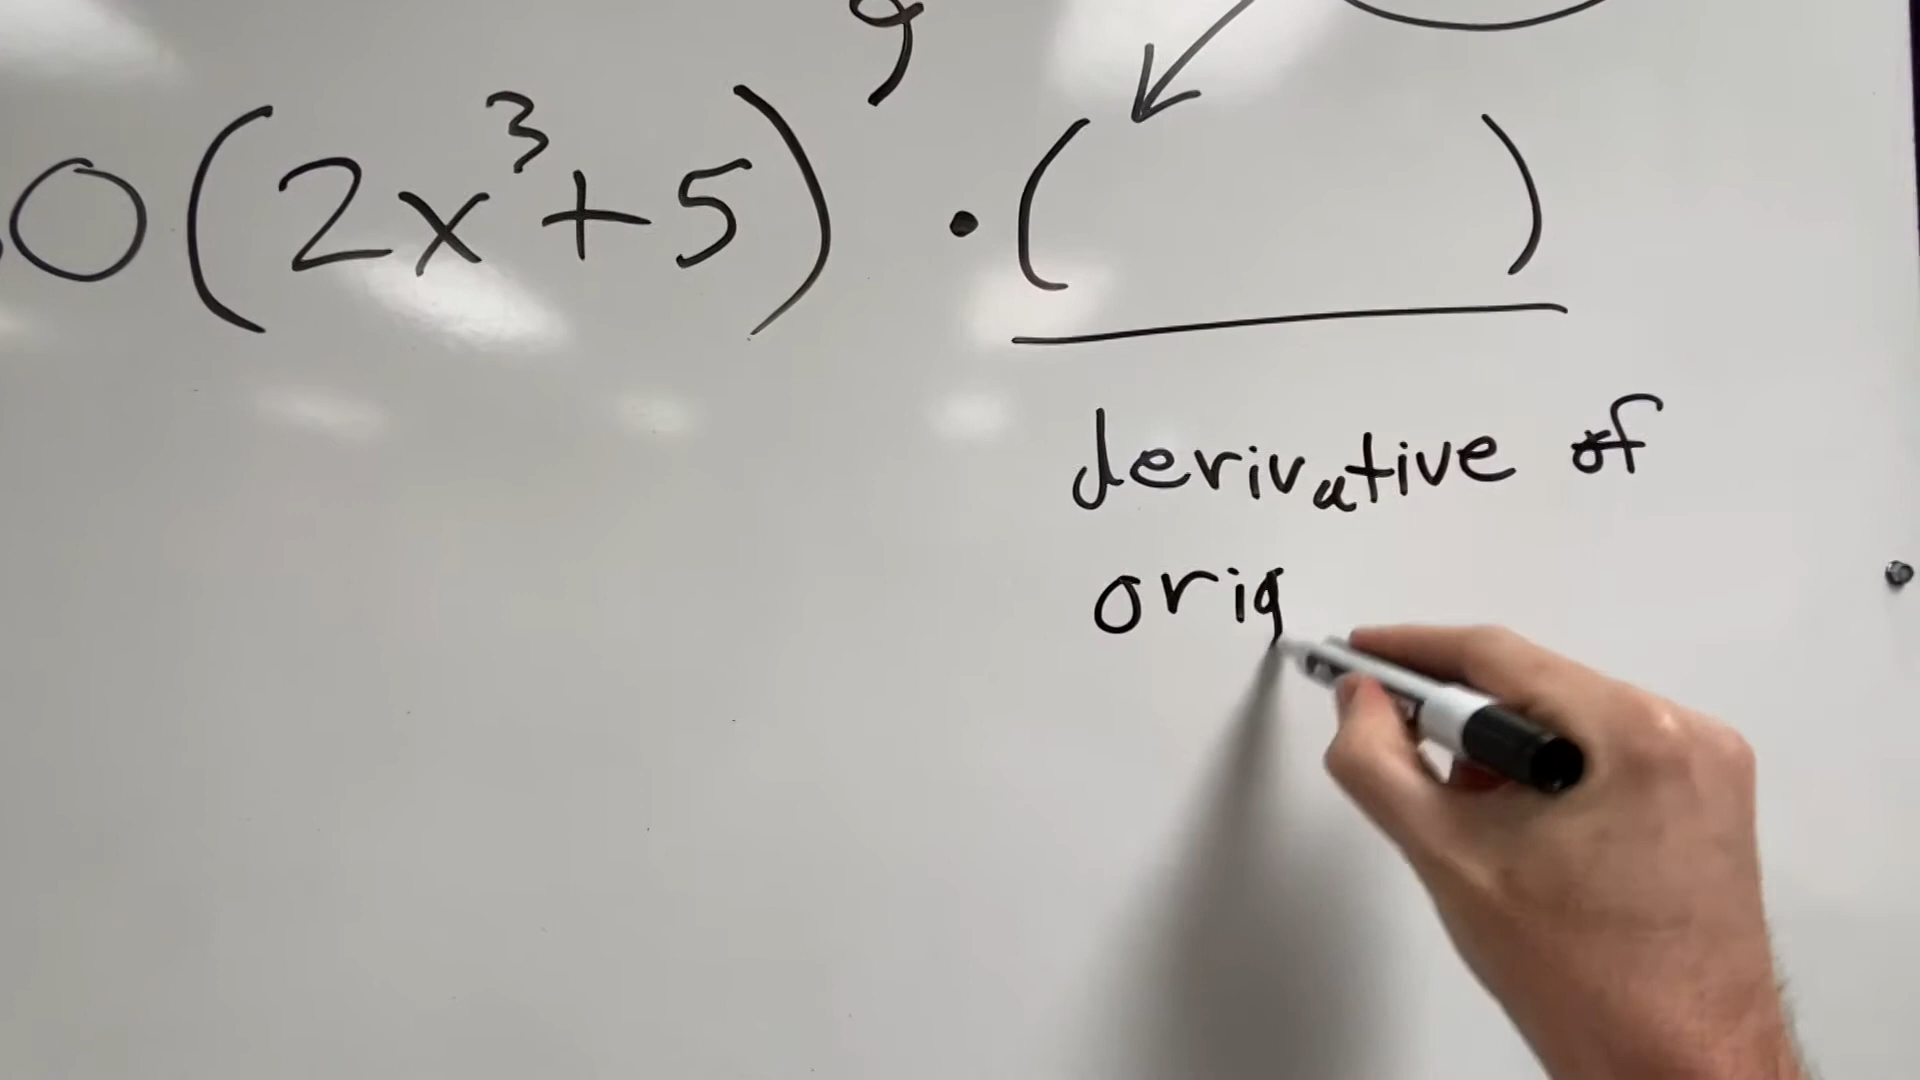 0(2x³+5)⁹ · (    )
derivative of
orig